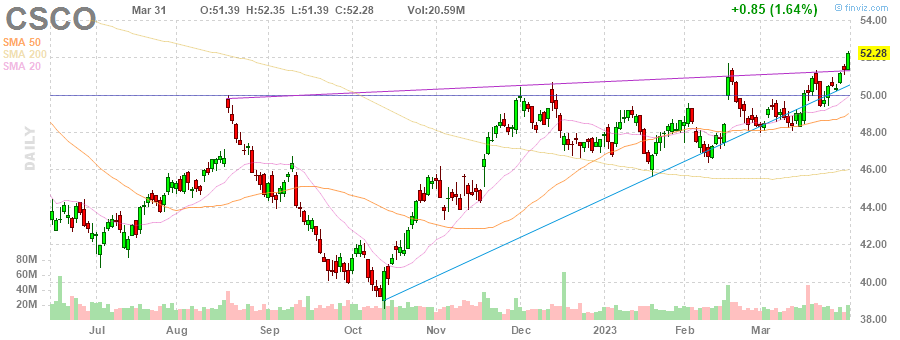 CSCO
Mar 31 O:51.39 H:52.35 L:51.39 C:52.28 Vol:20.59M +0.85 (1.64%) © finviz.com
SMA 50
SMA 200
SMA 20
DAILY
54.00
52.00
52.28
50.00
48.00
46.00
44.00
42.00
40.00
38.00
80M
60M
40M
20M
Jul Aug Sep Oct Nov Dec 2023 Feb Mar